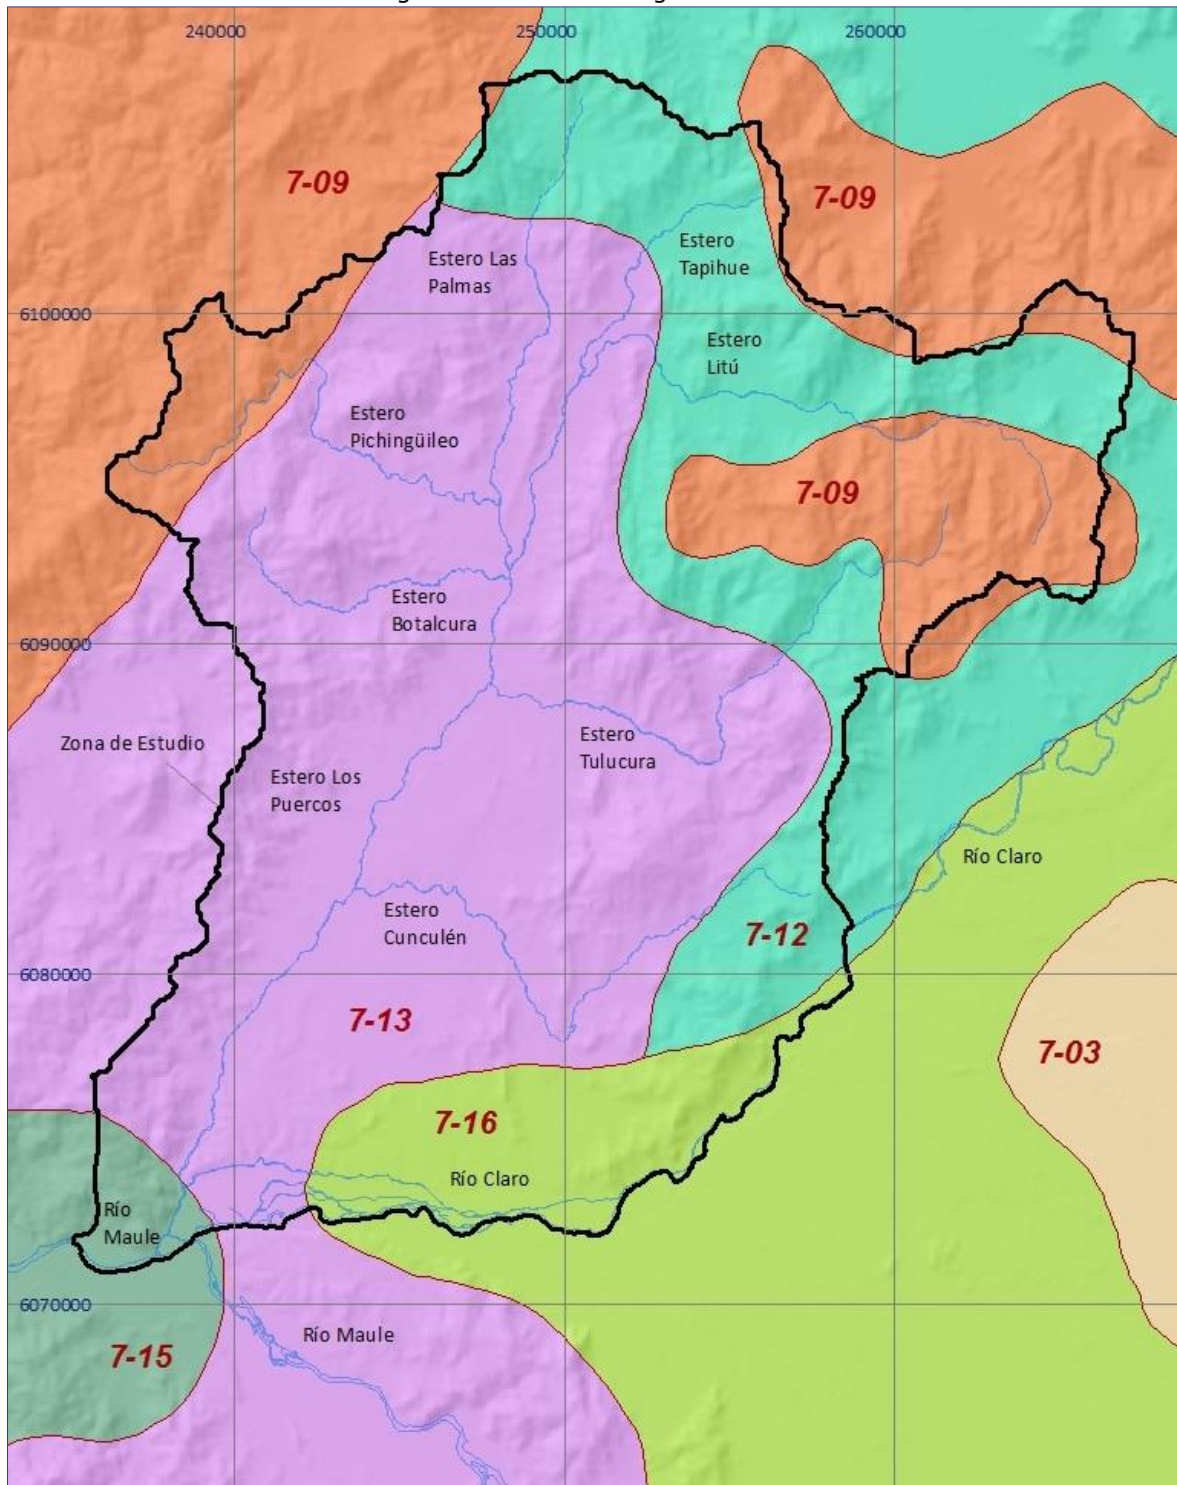 240000
250000
260000
7-09
7-09
Estero
Tapihue
Estero Las
Palmas
6100000
Estero
Litú
Estero
Pichingüileo
7-09
Estero
Botalcura
6090000
Estero
Tulucura
Zona de Estudio
Estero Los
Puercos
Río Claro
Estero
Cunculén
7-12
6080000
7-13
7-03
7-16
Río Claro
Río
Maule
6070000
Río Maule
7-15